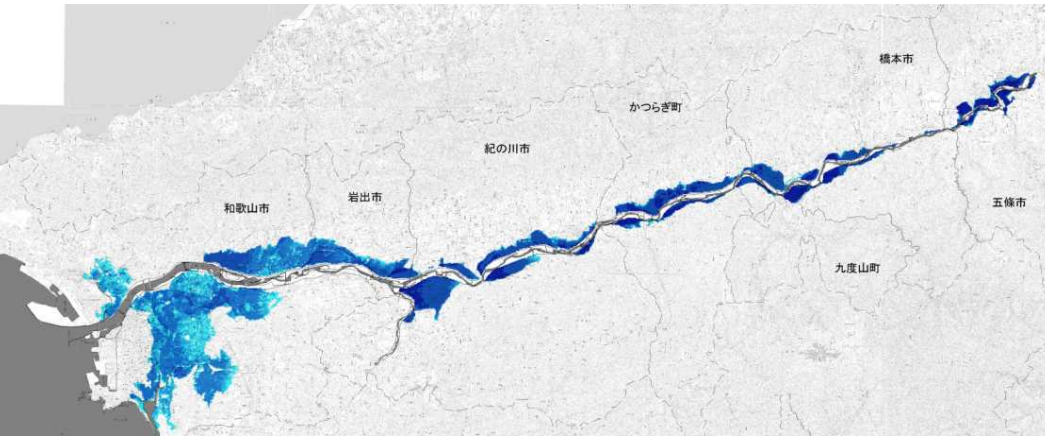 橋本市
かつらぎ町
紀の川市
岩出市
和歌山市
五條市
九度山町